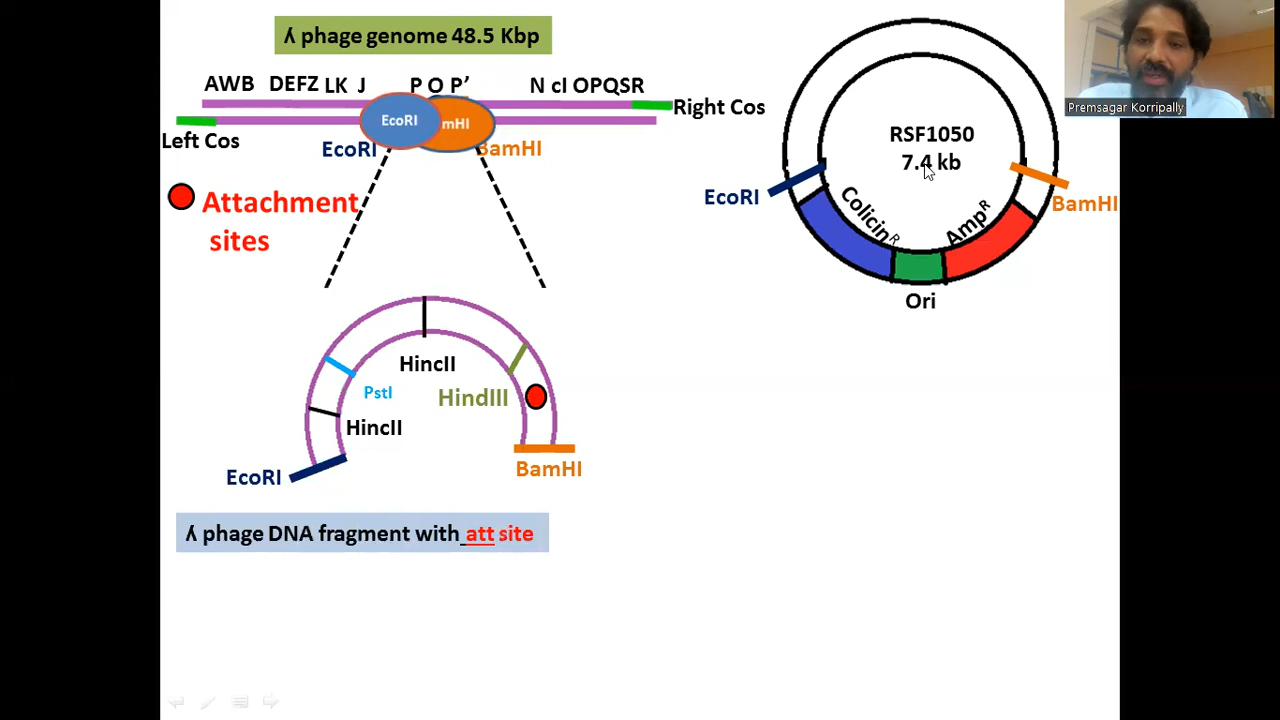 ʎ phage genome 48.5 Kbp
AWB DEFZ LK J P O P’ N cI OPQSR
Right Cos
Left Cos
EcoRI mHI
EcoRI BamHI
Attachment
sites
HincII
PstI
HindIII
HincII
EcoRI
BamHI
ʎ phage DNA fragment with att site
RSF1050
7.4 kb
EcoRI
BamHI
Colicinᴿ
Ampᴿ
Ori
Premsagar Korripally